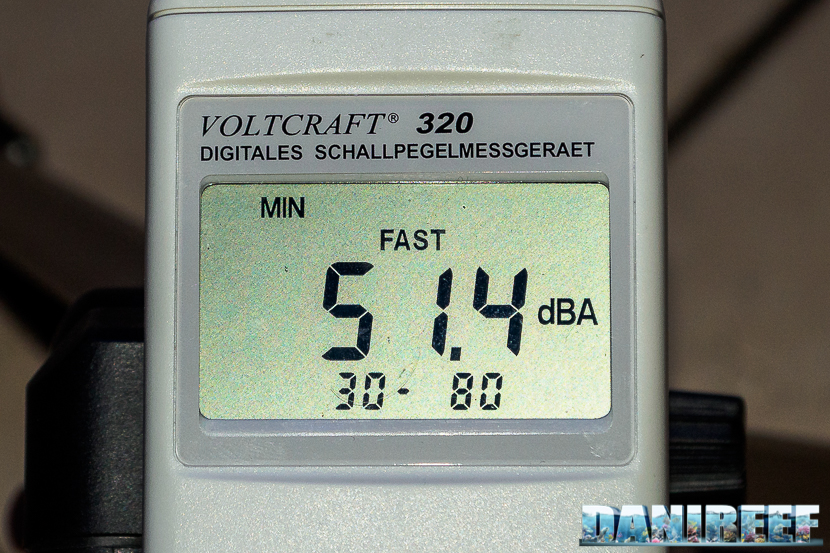 VOLTCRAFT® 320
DIGITALES SCHALLPEGELMESSGERAET
MIN
FAST
51.4 dBA
30 - 80
DANIREEF